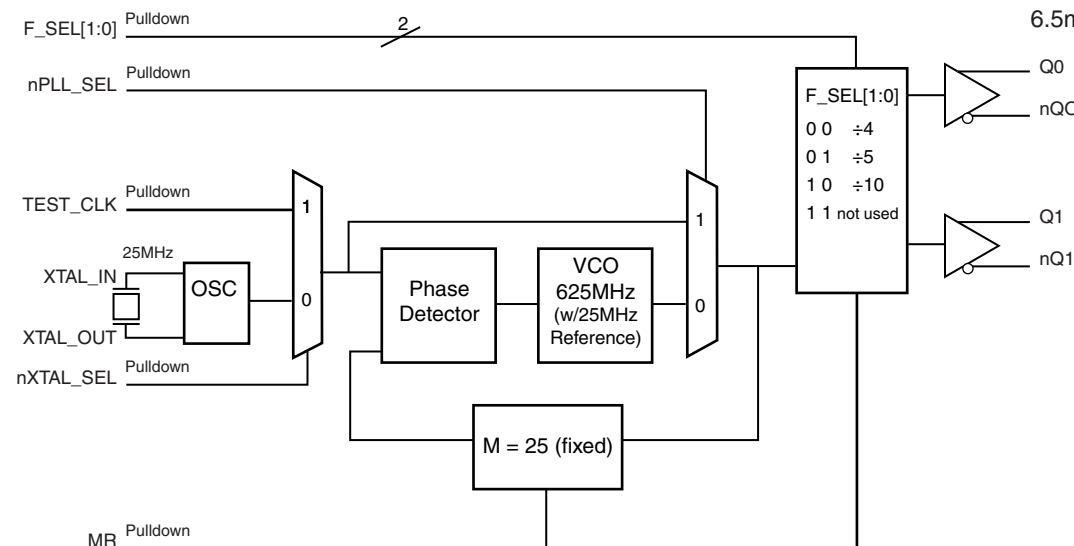 F_SEL[1:0] Pulldown
2
6.5m
nPLL_SEL Pulldown
Q0
nQ0
F_SEL[1:0]
0 0 ÷4
0 1 ÷5
1 0 ÷10
1 1 not used
TEST_CLK Pulldown
1
1
Q1
nQ1
25MHz
XTAL_IN
OSC
XTAL_OUT
0
Phase
Detector
VCO
625MHz
(w/25MHz
Reference)
0
nXTAL_SEL Pulldown
M = 25 (fixed)
MR Pulldown